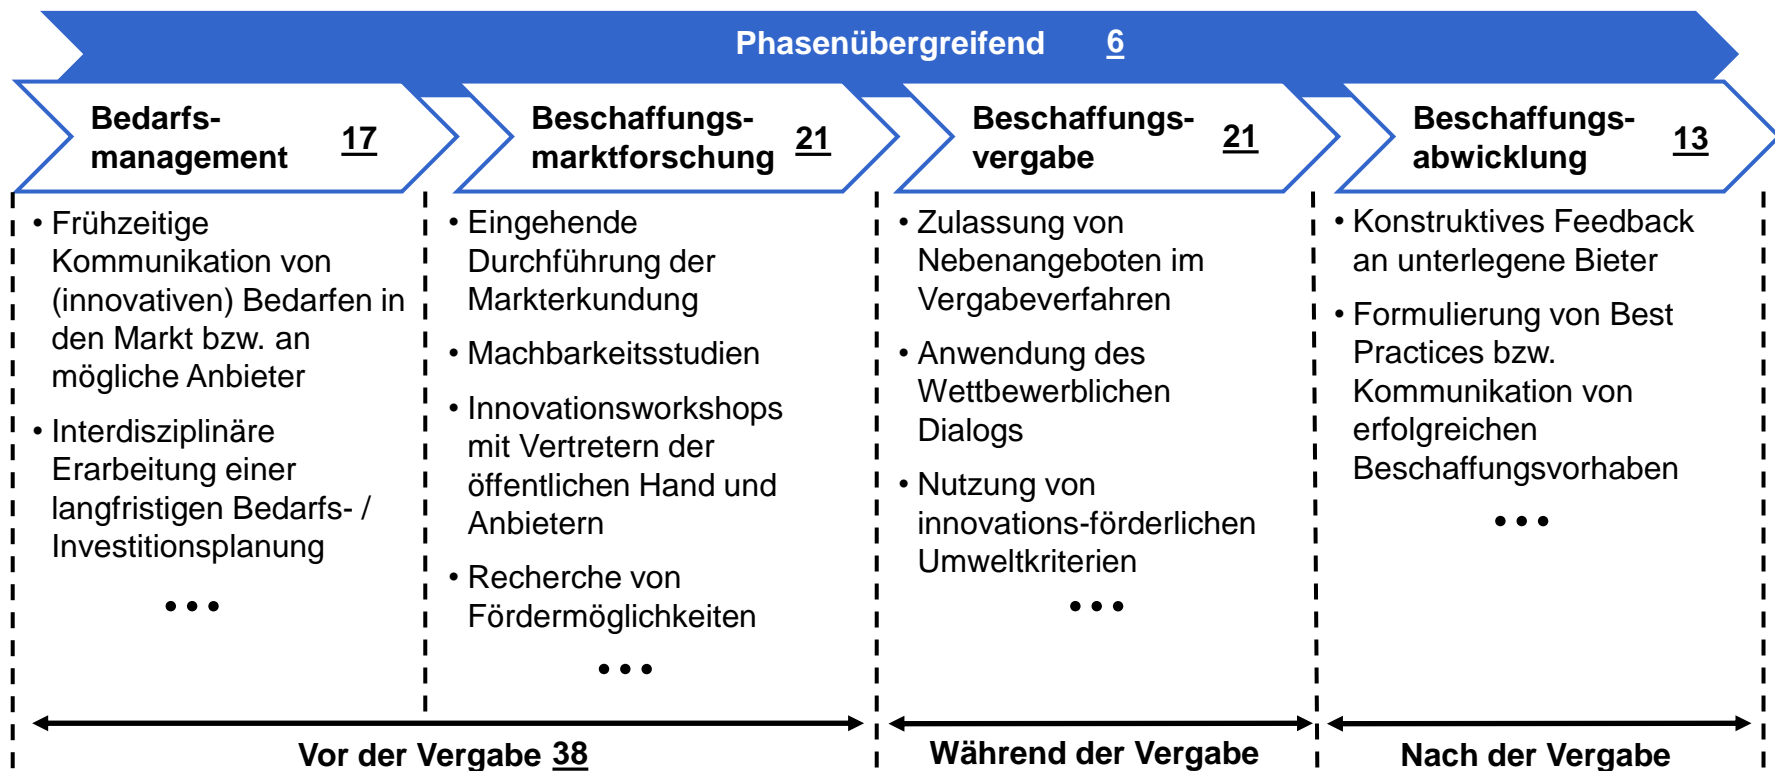 Phasenübergreifend 6
Bedarfs-
management 17
• Frühzeitige
Kommunikation von
(innovativen) Bedarfen in
den Markt bzw. an
mögliche Anbieter
• Interdisziplinäre
Erarbeitung einer
langfristigen Bedarfs- /
Investitionsplanung
•••
Beschaffungs-
marktforschung 21
• Eingehende
Durchführung der
Markterkundung
• Machbarkeitsstudien
• Innovationsworkshops
mit Vertretern der
öffentlichen Hand und
Anbietern
• Recherche von
Fördermöglichkeiten
•••
Beschaffungs-
vergabe 21
• Zulassung von
Nebenangeboten im
Vergabeverfahren
• Anwendung des
Wettbewerblichen
Dialogs
• Nutzung von
innovations-förderlichen
Umweltkriterien
•••
Beschaffungs-
abwicklung 13
• Konstruktives Feedback
an unterlegene Bieter
• Formulierung von Best
Practices bzw.
Kommunikation von
erfolgreichen
Beschaffungsvorhaben
•••
Vor der Vergabe 38
Während der Vergabe
Nach der Vergabe